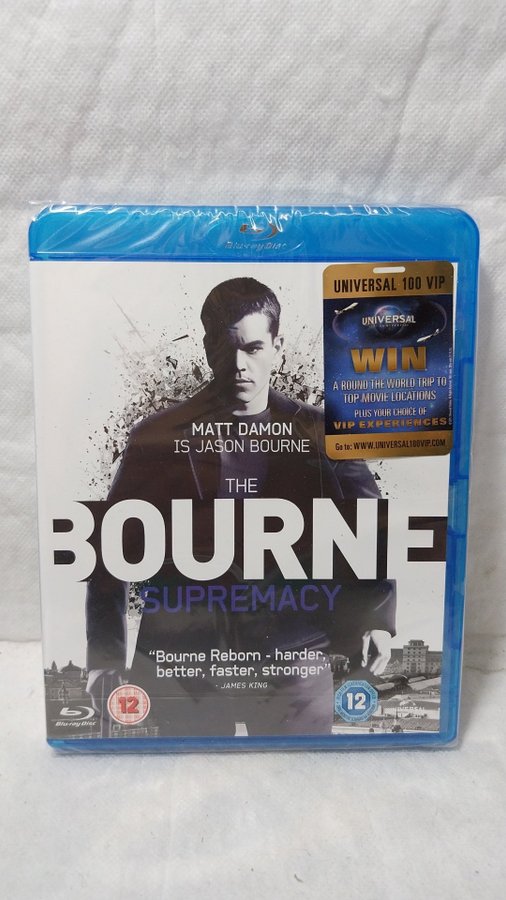 Blu-ray Disc
UNIVERSAL 100 VIP
UNIVERSAL
WIN
A ROUND THE WORLD TRIP TO
TOP MOVIE LOCATIONS
PLUS YOUR CHOICE OF
VIP EXPERIENCES
Go to: WWW.UNIVERSAL100VIP.COM
MATT DAMON
IS JASON BOURNE
THE
BOURNE
SUPREMACY
"Bourne Reborn - harder,
better, faster, stronger"
- JAMES KING
Blu-ray Disc
12
12
UNIVERSAL